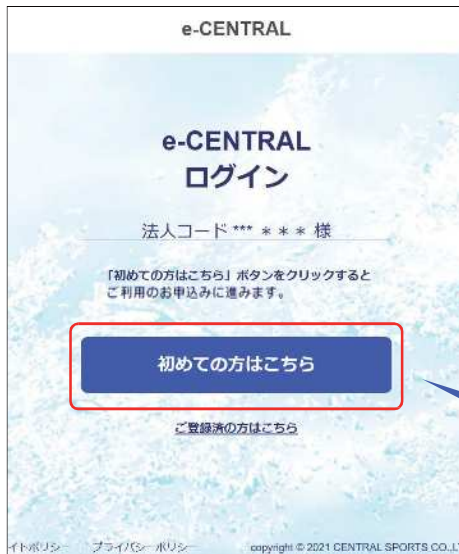 e-CENTRAL
e-CENTRAL
ログイン
法人コード *** * * * 様
「初めての方はこちら」ボタンをクリックすると
ご利用のお申込みに進みます。
初めての方はこちら
ご登録済の方はこちら
イトポリシー プライバシーポリシー copyright © 2021 CENTRAL SPORTS CO.,L